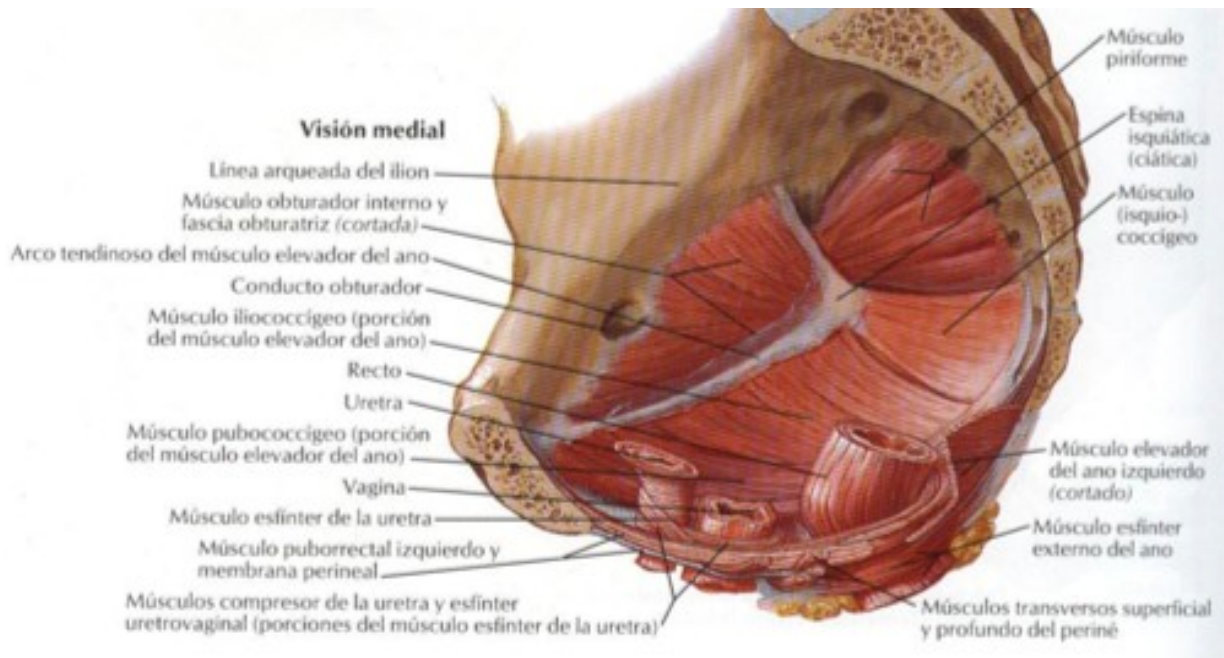 Visión medial
Línea arqueada del ilion
Músculo obturador interno y
fascia obturatriz (cortada)
Arco tendinoso del músculo elevador del ano
Conducto obturador
Músculo iliococcígeo (porción
del músculo elevador del ano)
Recto
Uretra
Músculo pubococcígeo (porción
del músculo elevador del ano)
Vagina
Músculo esfínter de la uretra
Músculo puborrectal izquierdo y
membrana perineal
Músculos compresor de la uretra y esfínter
uretrovaginal (porciones del músculo esfínter de la uretra)
Músculo
piriforme
Espina
isquiática
(ciática)
Músculo
(isquio-)
coccígeo
Músculo elevador
del ano izquierdo
(cortado)
Músculo esfínter
externo del ano
Músculos transversos superficial
y profundo del periné